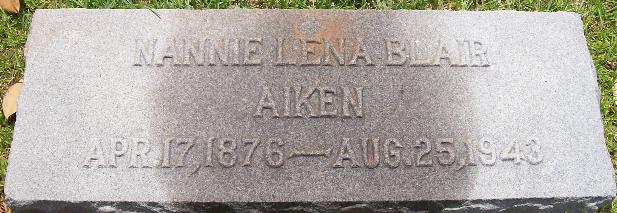 NANNIE LENA BLAIR
AIKEN
APR. 17, 1876 — AUG. 25, 1943